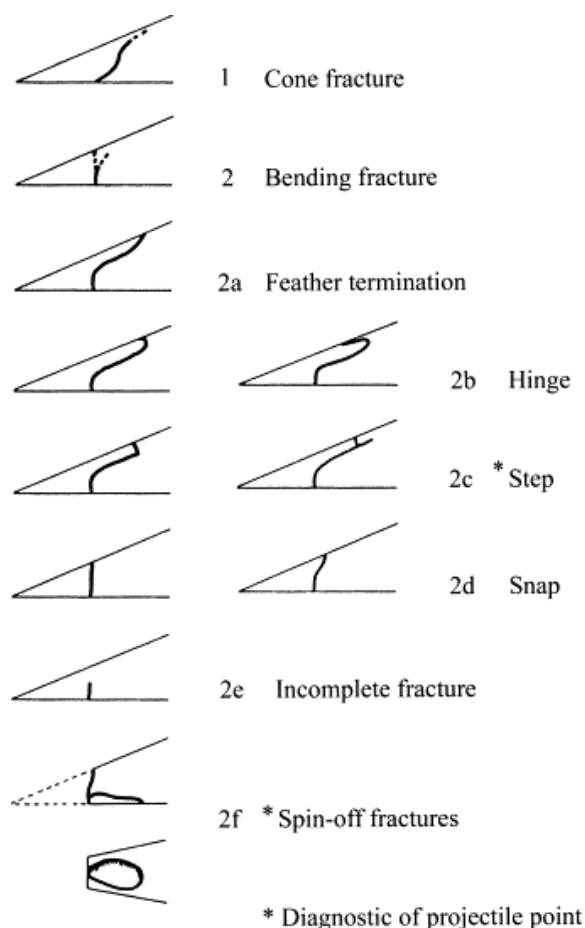 1 Cone fracture
2 Bending fracture
2a Feather termination
2b Hinge
2c * Step
2d Snap
2e Incomplete fracture
2f * Spin-off fractures
* Diagnostic of projectile point